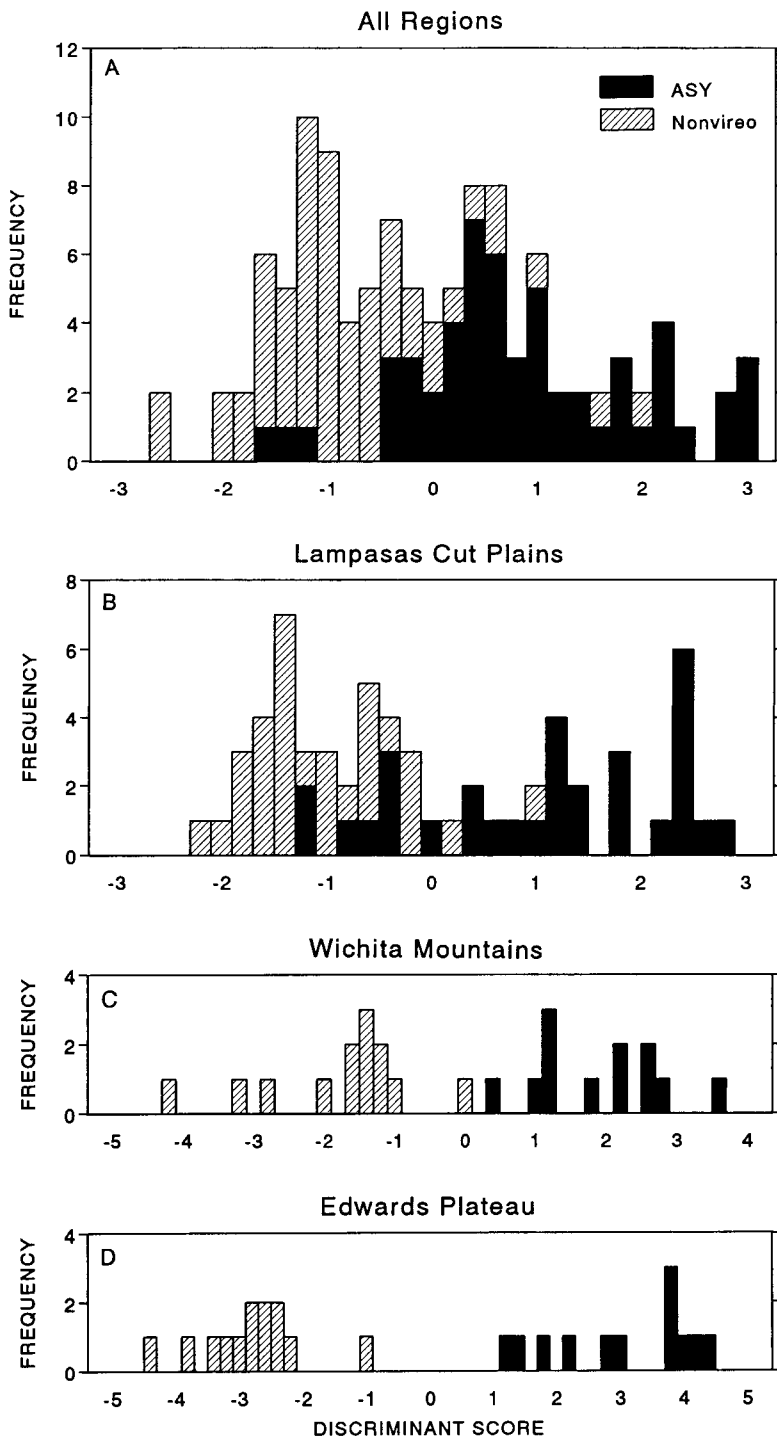 All Regions
A
ASY
Nonvireo
FREQUENCY
12
10
8
6
4
2
0
-3 -2 -1 0 1 2 3
Lampasas Cut Plains
B
FREQUENCY
8
6
4
2
0
-3 -2 -1 0 1 2 3
Wichita Mountains
C
FREQUENCY
4
2
0
-5 -4 -3 -2 -1 0 1 2 3 4
Edwards Plateau
D
FREQUENCY
4
2
0
-5 -4 -3 -2 -1 0 1 2 3 4 5
DISCRIMINANT SCORE